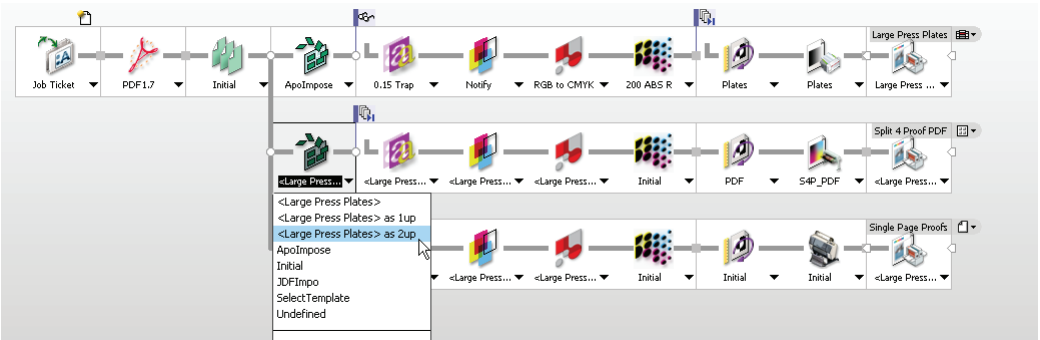 Large Press Plates
Job Ticket PDF1.7 Initial ApoImpose 0.15 Trap Notify RGB to CMYK 200 ABS R Plates Plates Large Press ...
Split 4 Proof PDF
<Large Press... <Large Press... <Large Press... <Large Press... Initial PDF S4P_PDF <Large Press...
<Large Press Plates>
<Large Press Plates> as 1up
<Large Press Plates> as 2up
ApoImpose
Initial
JDFImpo
SelectTemplate
Undefined
Single Page Proofs
<Large Press... <Large Press... Initial Initial Initial <Large Press...